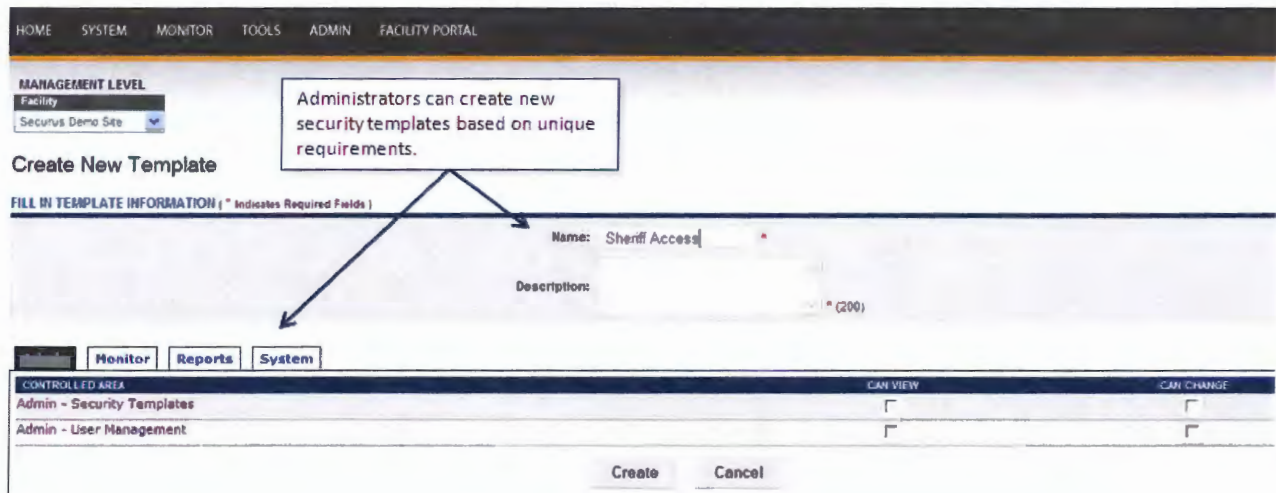 HOME SYSTEM MONITOR TOOLS ADMIN FACILITY PORTAL
MANAGEMENT LEVEL
Facility
Securus Demo Site
Administrators can create new
security templates based on unique
requirements.
Create New Template
FILL IN TEMPLATE INFORMATION ( * Indicates Required Fields )
Name: Sheriff Access *
Description:
* (200)
Monitor Reports System
CONTROLLED AREA CAN VIEW CAN CHANGE
Admin - Security Templates
Admin - User Management
Create Cancel